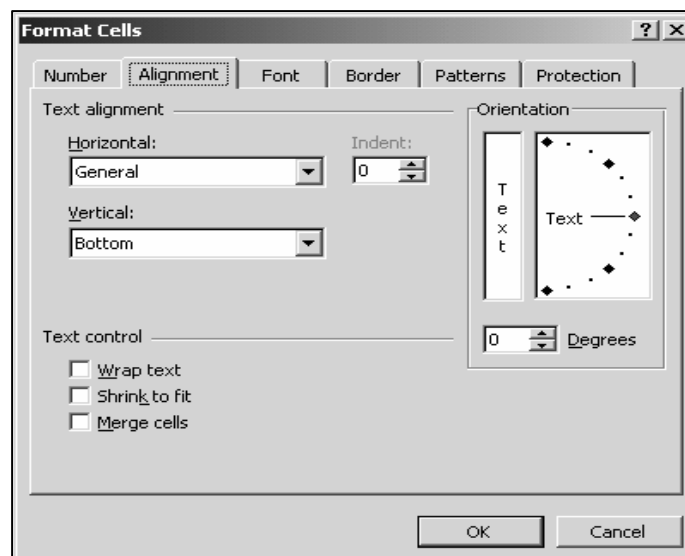 Format Cells
Number Alignment Font Border Patterns Protection
Text alignment
Horizontal:
General
Indent:
0
Vertical:
Bottom
Orientation
Text
Text
0 Degrees
Text control
Wrap text
Shrink to fit
Merge cells
OK Cancel